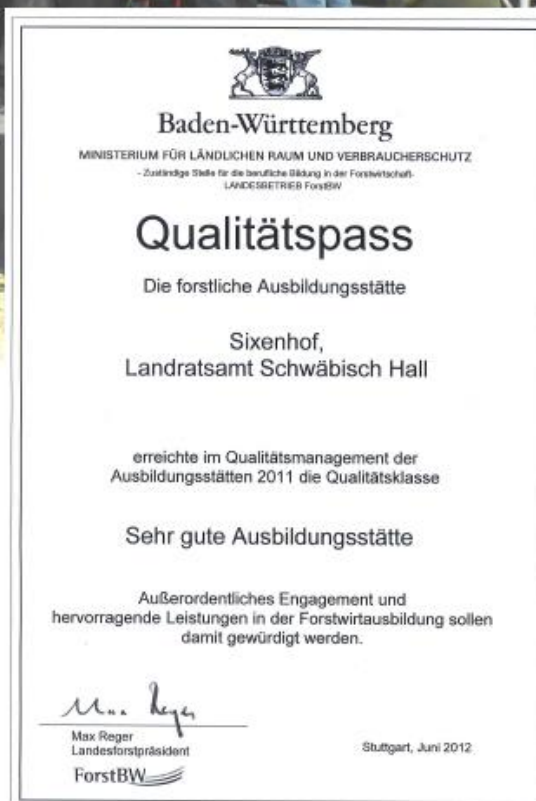 Baden-Württemberg
MINISTERIUM FÜR LÄNDLICHEN RAUM UND VERBRAUCHERSCHUTZ
- Zuständige Stelle für die berufliche Bildung in der Forstwirtschaft-
LANDESBETRIEB ForstBW
Qualitätspass
Die forstliche Ausbildungsstätte
Sixenhof,
Landratsamt Schwäbisch Hall
erreichte im Qualitätsmanagement der
Ausbildungsstätten 2011 die Qualitätsklasse
Sehr gute Ausbildungsstätte
Außerordentliches Engagement und
hervorragende Leistungen in der Forstwirtausbildung sollen
damit gewürdigt werden.
Max Reger
Max Reger
Landesforstpräsident
Stuttgart, Juni 2012
ForstBW